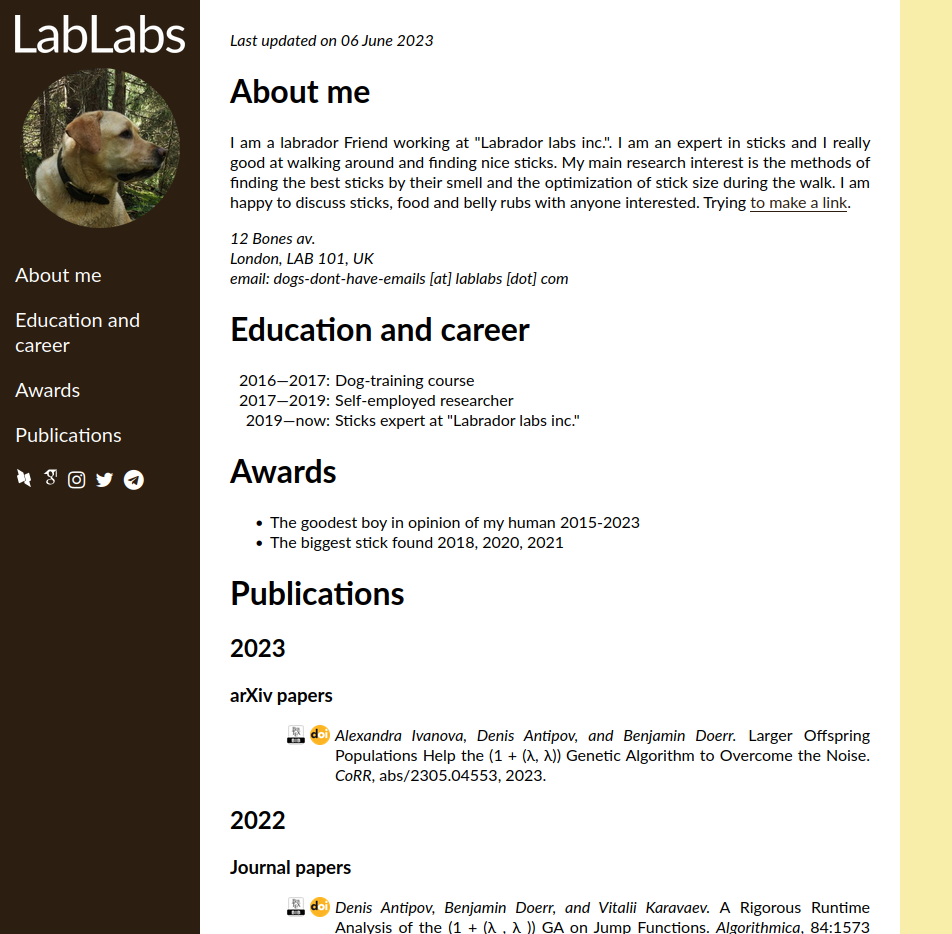 LabLabs
About me
Education and
career
Awards
Publications
Last updated on 06 June 2023
About me
I am a labrador Friend working at "Labrador labs inc.". I am an expert in sticks and I really
good at walking around and finding nice sticks. My main research interest is the methods of
finding the best sticks by their smell and the optimization of stick size during the walk. I am
happy to discuss sticks, food and belly rubs with anyone interested. Trying to make a link.
12 Bones av.
London, LAB 101, UK
email: dogs-dont-have-emails [at] lablabs [dot] com
Education and career
2016—2017: Dog-training course
2017—2019: Self-employed researcher
2019—now: Sticks expert at "Labrador labs inc."
Awards
• The goodest boy in opinion of my human 2015-2023
• The biggest stick found 2018, 2020, 2021
Publications
2023
arXiv papers
BIB doi Alexandra Ivanova, Denis Antipov, and Benjamin Doerr. Larger Offspring
Populations Help the (1 + (λ, λ)) Genetic Algorithm to Overcome the Noise.
CoRR, abs/2305.04553, 2023.
2022
Journal papers
BIB doi Denis Antipov, Benjamin Doerr, and Vitalii Karavaev. A Rigorous Runtime
Analysis of the (1 + (λ , λ )) GA on Jump Functions. Algorithmica, 84:1573